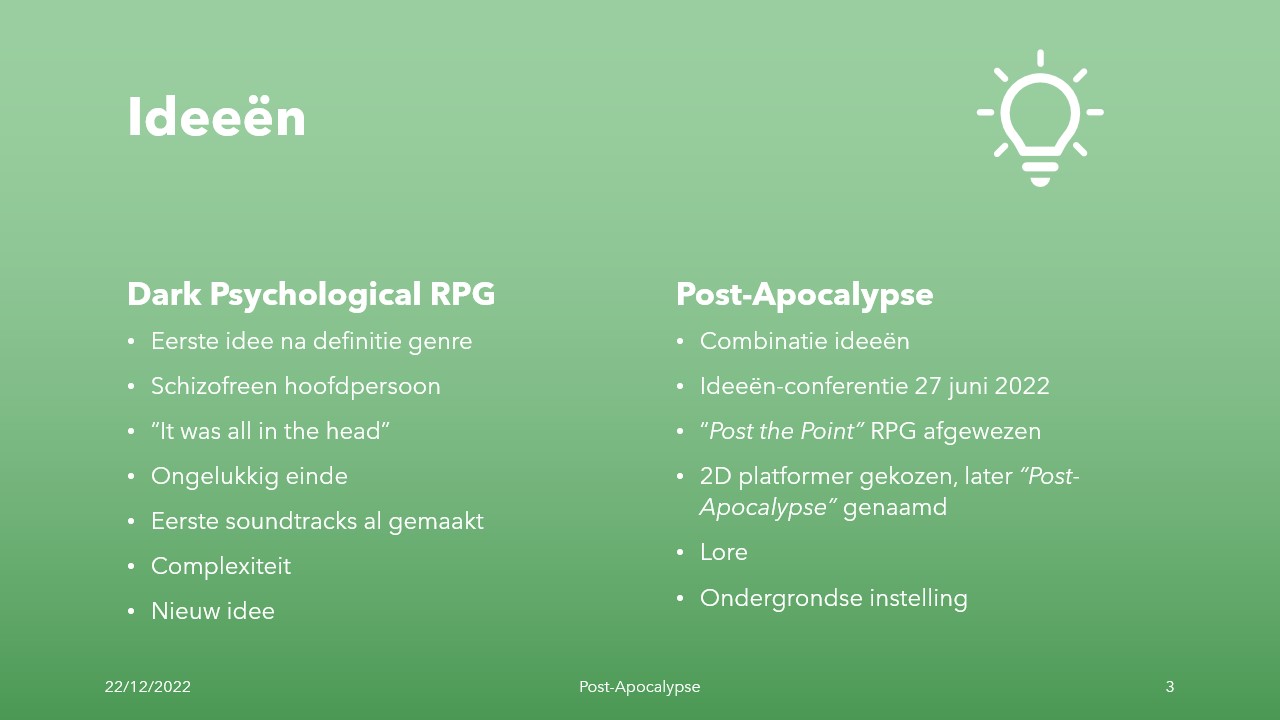 Ideeën
Dark Psychological RPG
• Eerste idee na definitie genre
• Schizofreen hoofdpersoon
• “It was all in the head”
• Ongelukkig einde
• Eerste soundtracks al gemaakt
• Complexiteit
• Nieuw idee
Post-Apocalypse
• Combinatie ideeën
• Ideeën-conferentie 27 juni 2022
• “Post the Point” RPG afgewezen
• 2D platformer gekozen, later “Post-
Apocalypse” genaamd
• Lore
• Ondergrondse instelling
22/12/2022
Post-Apocalypse
3